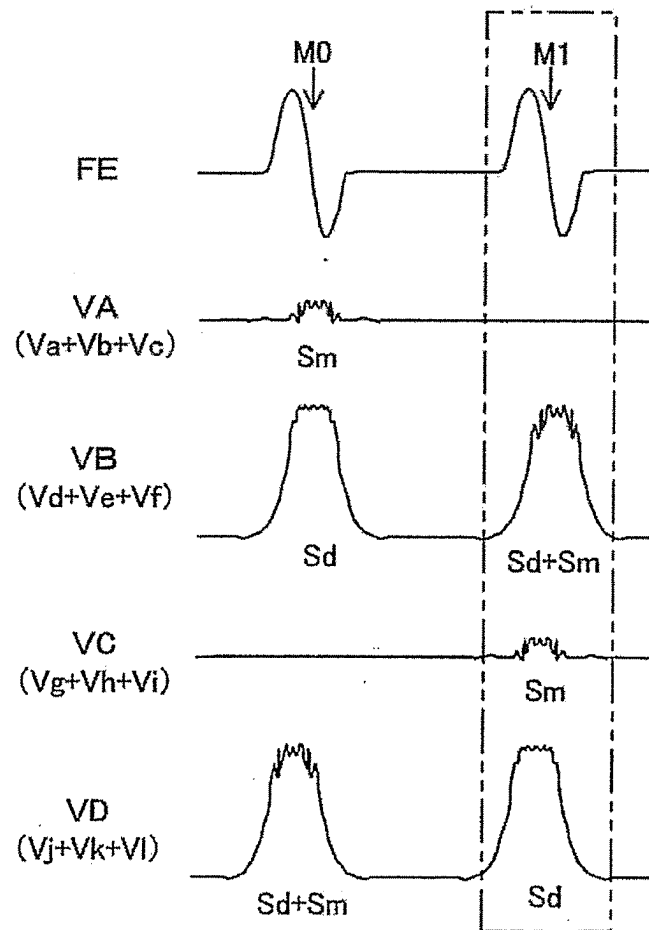 M0
M1
FE
VA
(Va+Vb+Vc)
Sm
VB
(Vd+Ve+Vf)
Sd
Sd+Sm
VC
(Vg+Vh+Vi)
Sm
VD
(Vj+Vk+Vl)
Sd+Sm
Sd